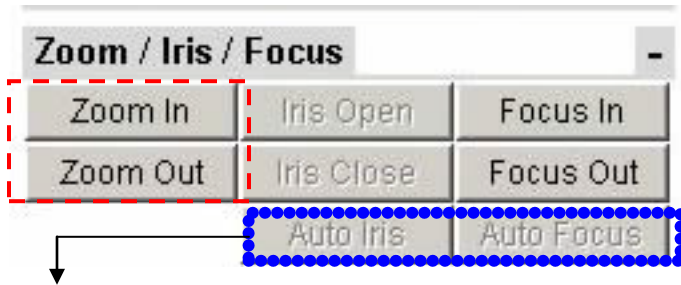 Zoom / Iris / Focus -
Zoom In Iris Open Focus In
Zoom Out Iris Close Focus Out
Auto Iris Auto Focus